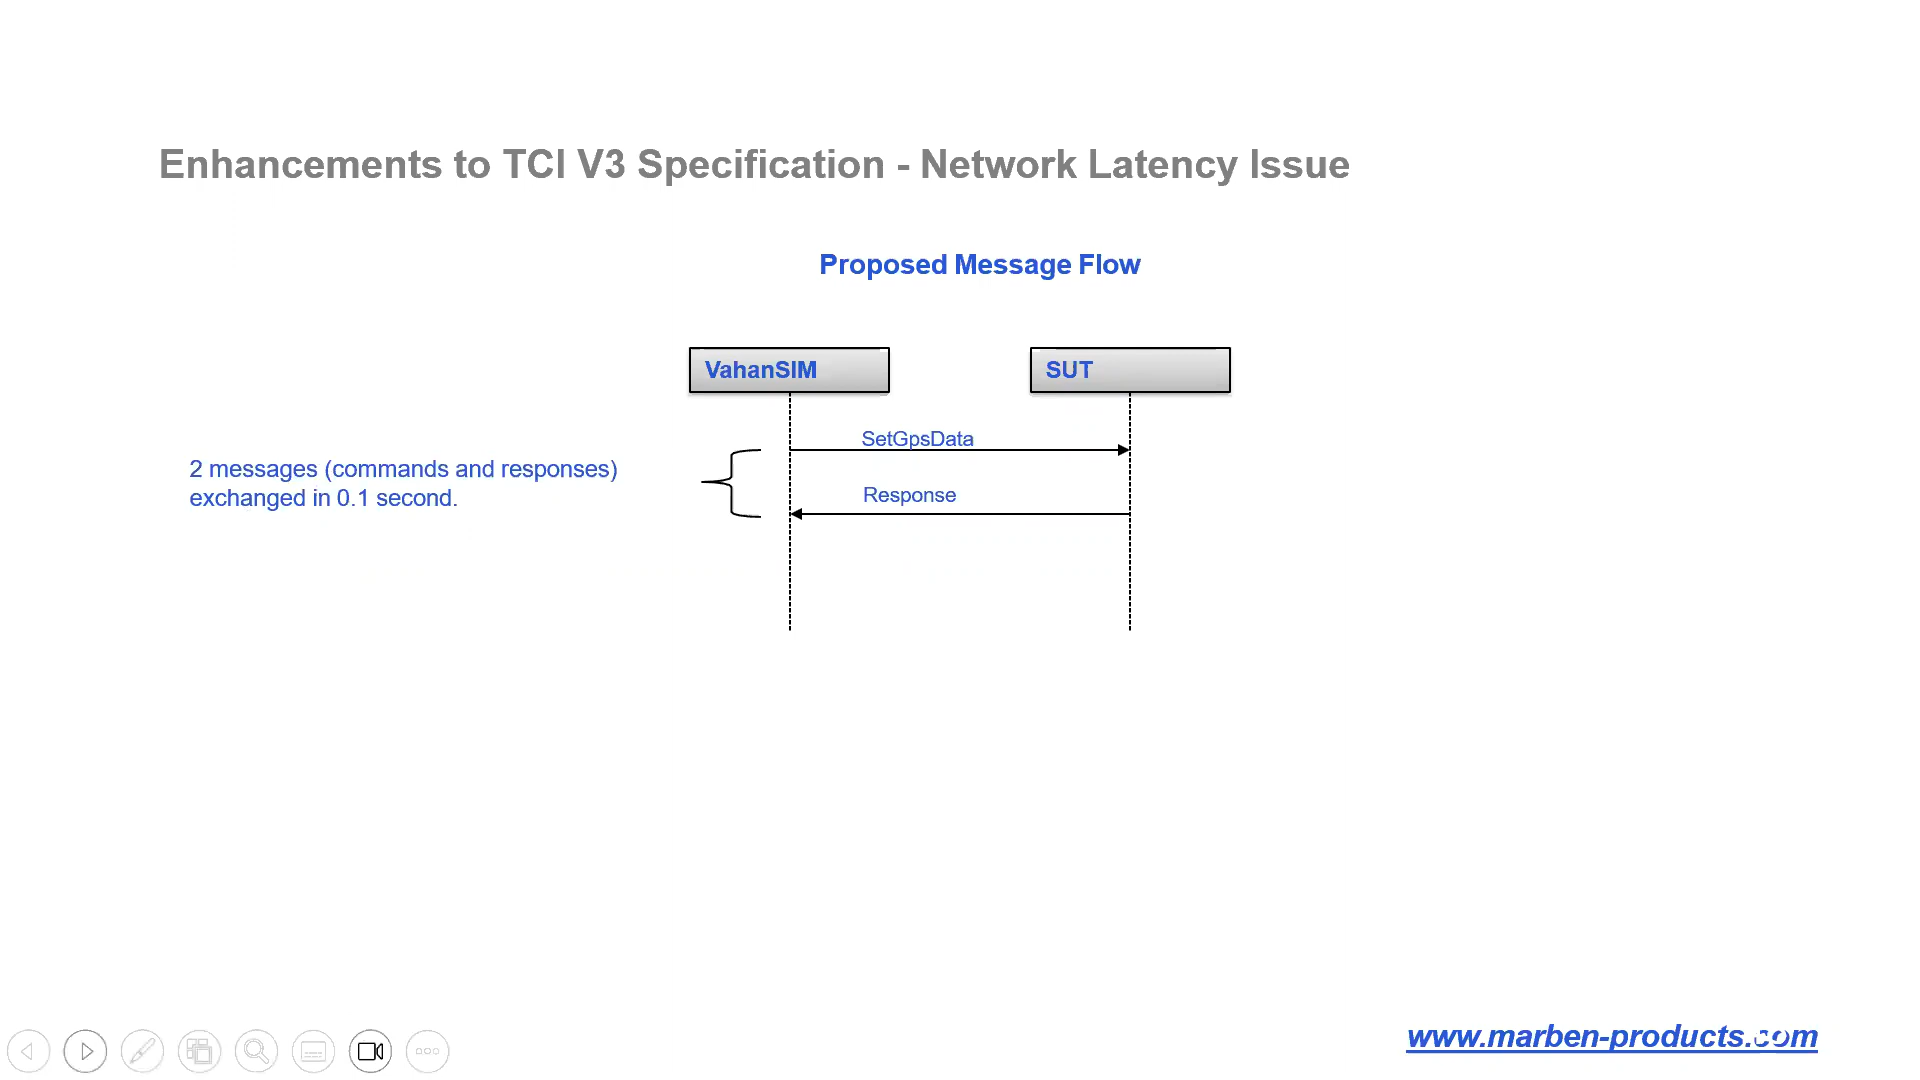 Enhancements to TCI V3 Specification - Network Latency Issue
Proposed Message Flow
VahanSIM
SUT
SetGpsData
2 messages (commands and responses)
exchanged in 0.1 second.
Response
www.marben-products.com